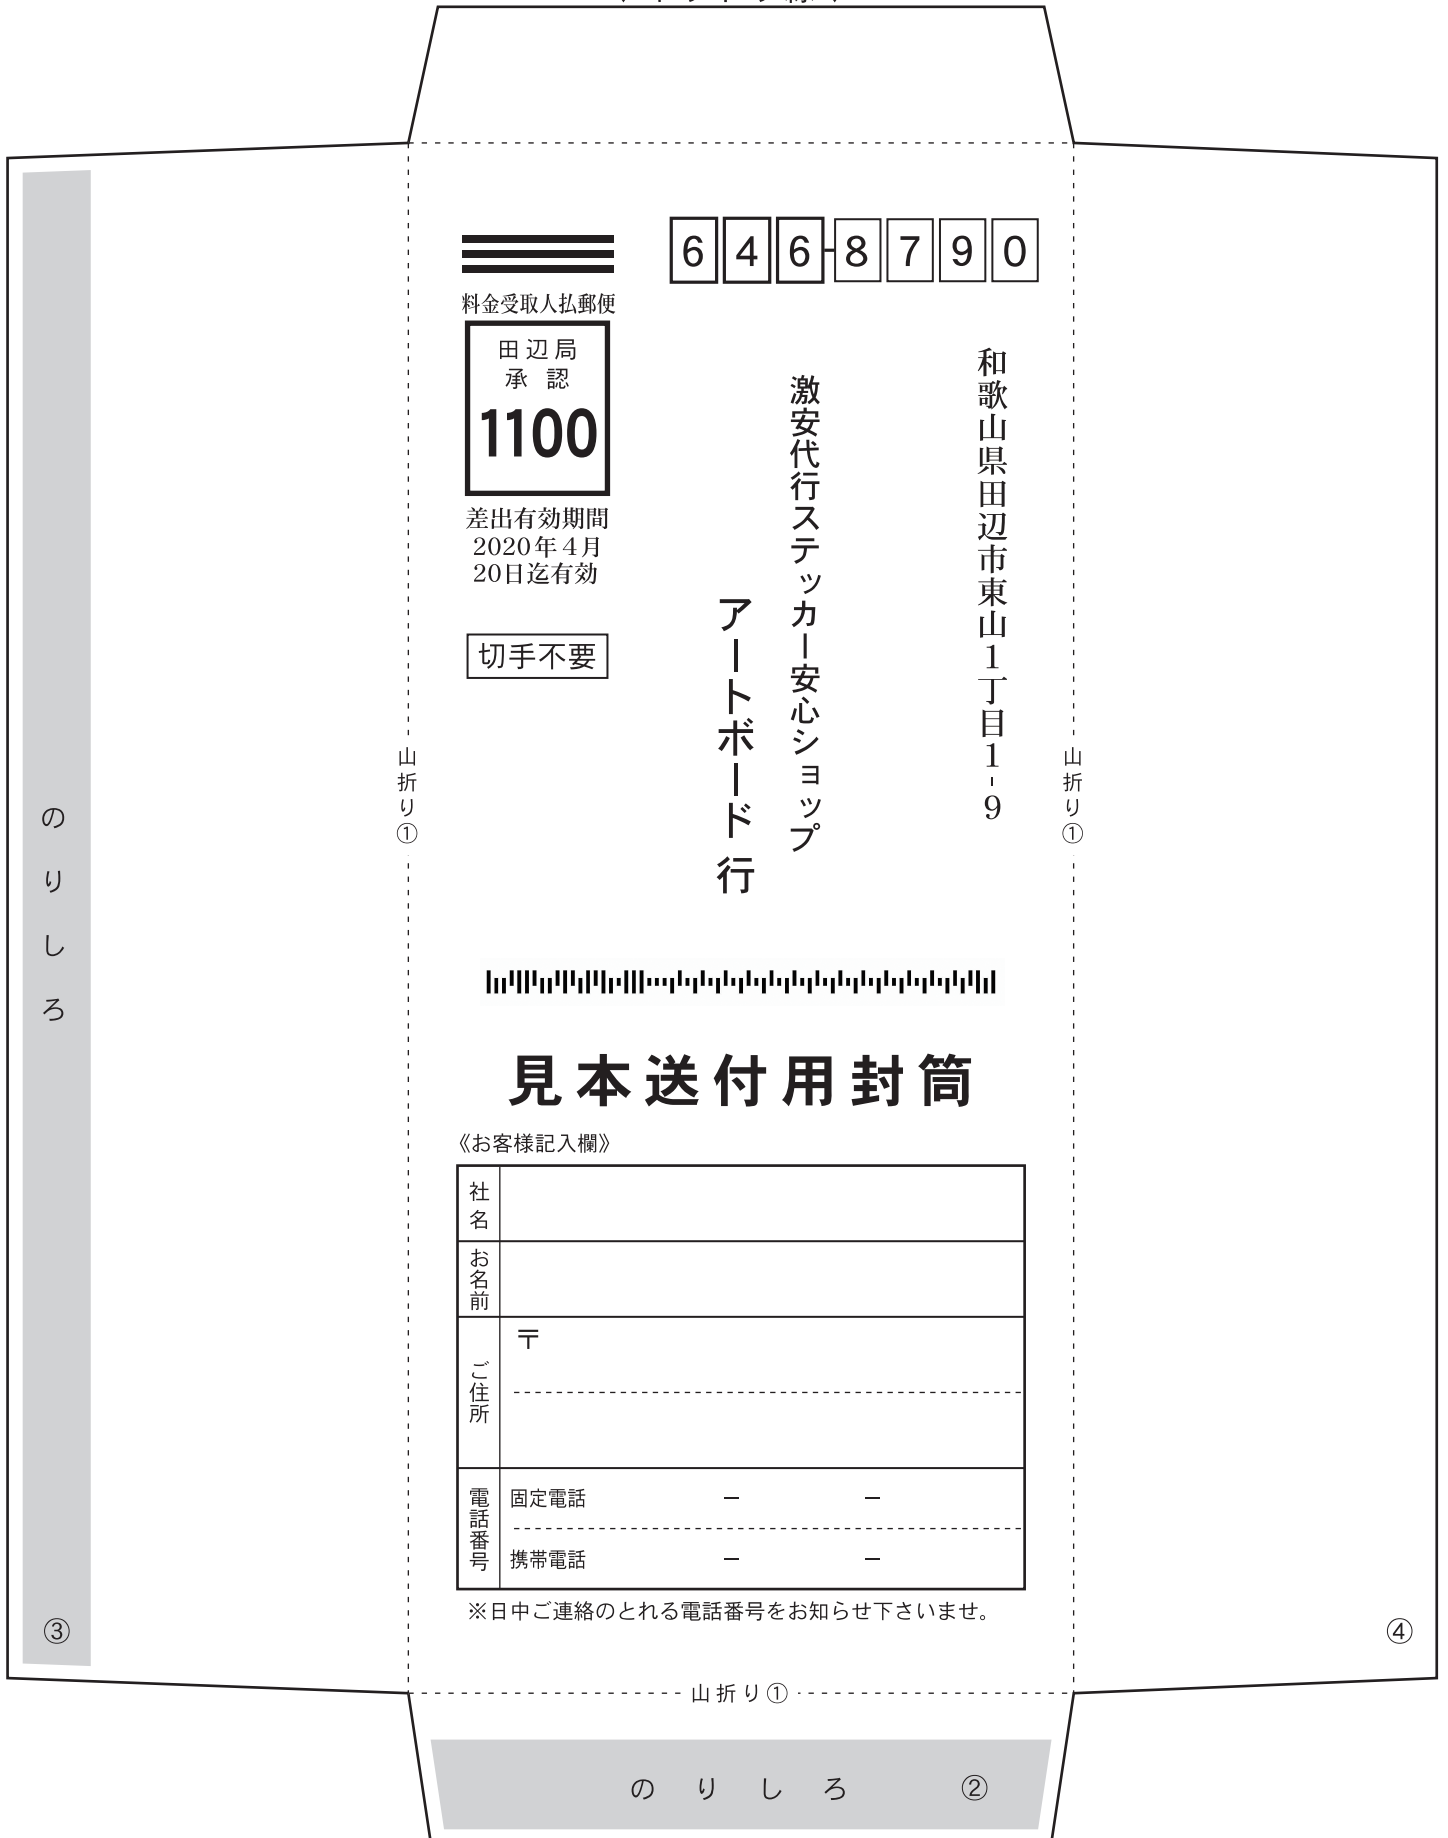 646-8790
料金受取人払郵便
田辺局
承認
1100
差出有効期間
2020年4月
20日迄有効
切手不要
和歌山県田辺市東山1丁目1-9
激安代行ステッカー安心ショップ
アートボード 行
山折り①
山折り①
のりしろ
見本送付用封筒
《お客様記入欄》
社名
お名前
ご住所
〒
電話番号
固定電話 － －
携帯電話 － －
※日中ご連絡のとれる電話番号をお知らせ下さいませ。
③
④
山折り①
のりしろ ②